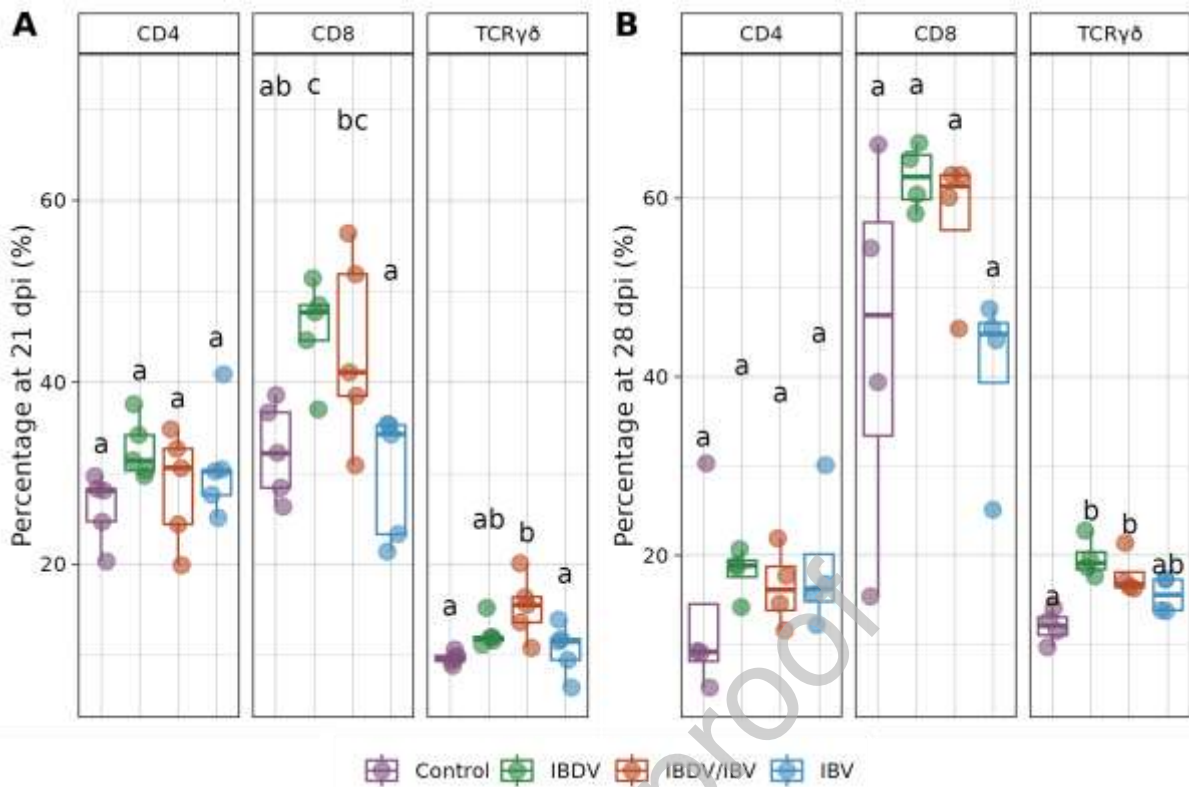 A
CD4
CD8
TCRγδ
B
CD4
CD8
TCRγδ
Percentage at 21 dpi (%)
60
40
20
a
a
a
a
ab
c
bc
a
a
ab
b
a
Percentage at 28 dpi (%)
60
40
20
a
a
a
a
a
a
a
a
a
b
b
ab
proof
Control
IBDV
IBDV/IBV
IBV